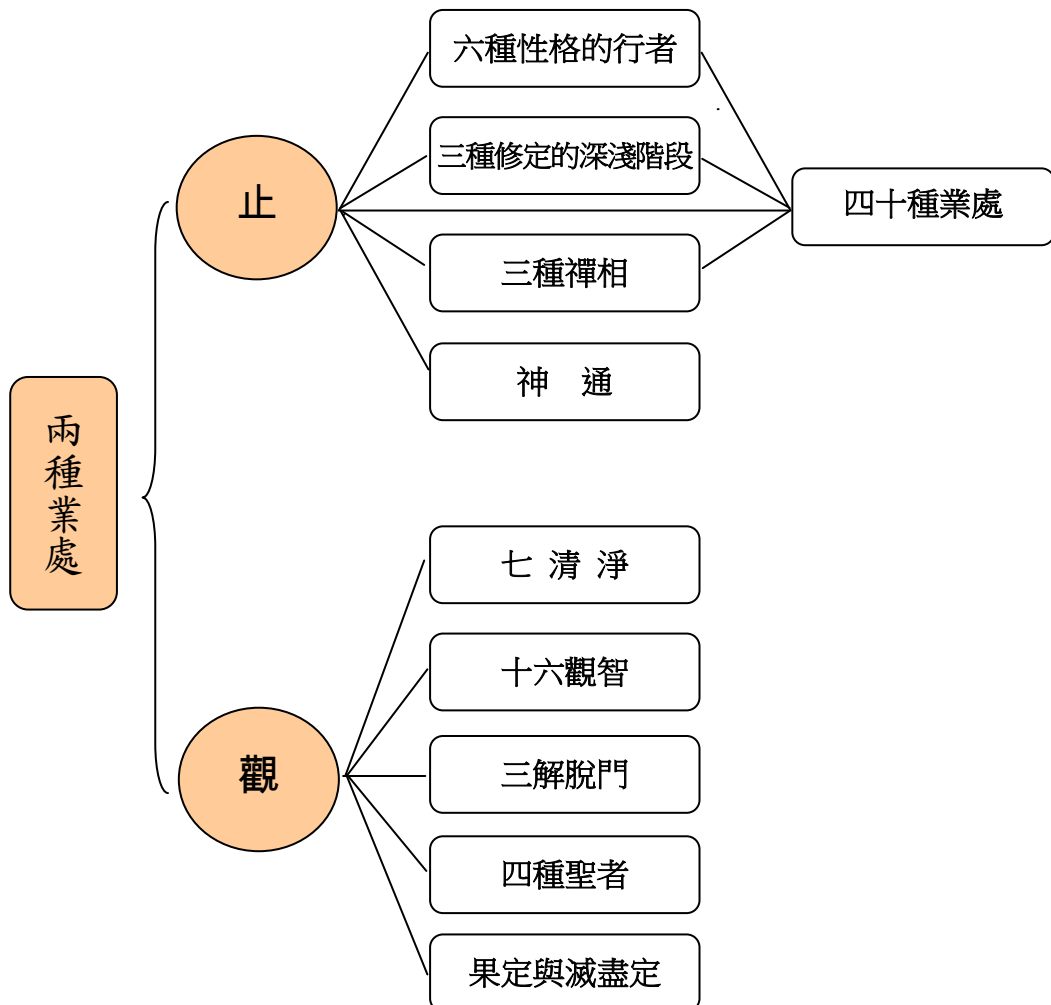 兩種業處
止
六種性格的行者
三種修定的深淺階段
三種禪相
神 通
四十種業處
觀
七 清 淨
十六觀智
三解脫門
四種聖者
果定與滅盡定